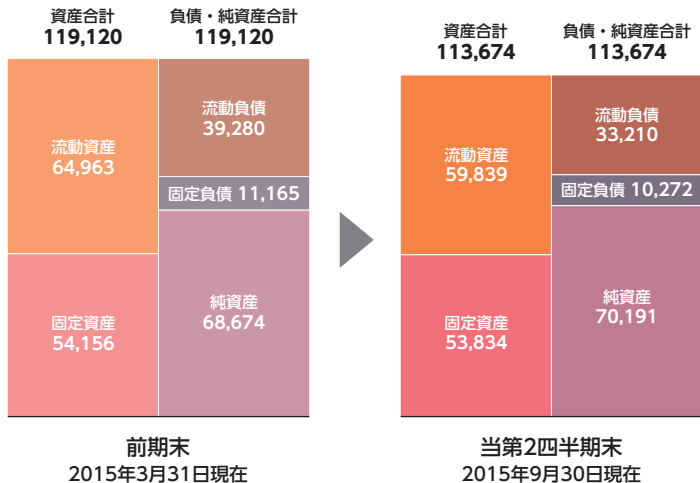 資産合計
119,120
負債・純資産合計
119,120
流動資産
64,963
流動負債
39,280
固定負債 11,165
固定資産
54,156
純資産
68,674
前期末
2015年3月31日現在
資産合計
113,674
負債・純資産合計
113,674
流動資産
59,839
流動負債
33,210
固定負債 10,272
固定資産
53,834
純資産
70,191
当第2四半期末
2015年9月30日現在